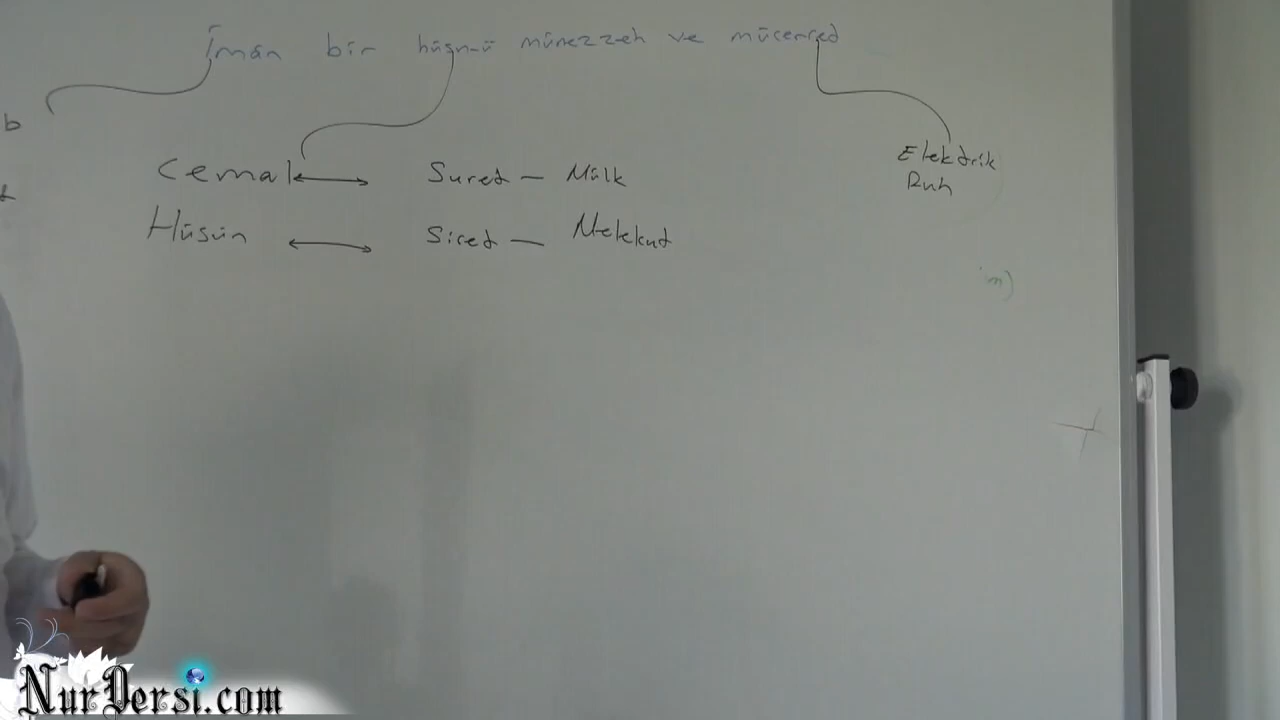 İman bir hüsn-ü münezzeh ve mücerred
b
Cemal ↔ Suret — Mülk
Hüsün ↔ Siret — Melekut
Elektrik
Ruh
m)
NurDersi.com